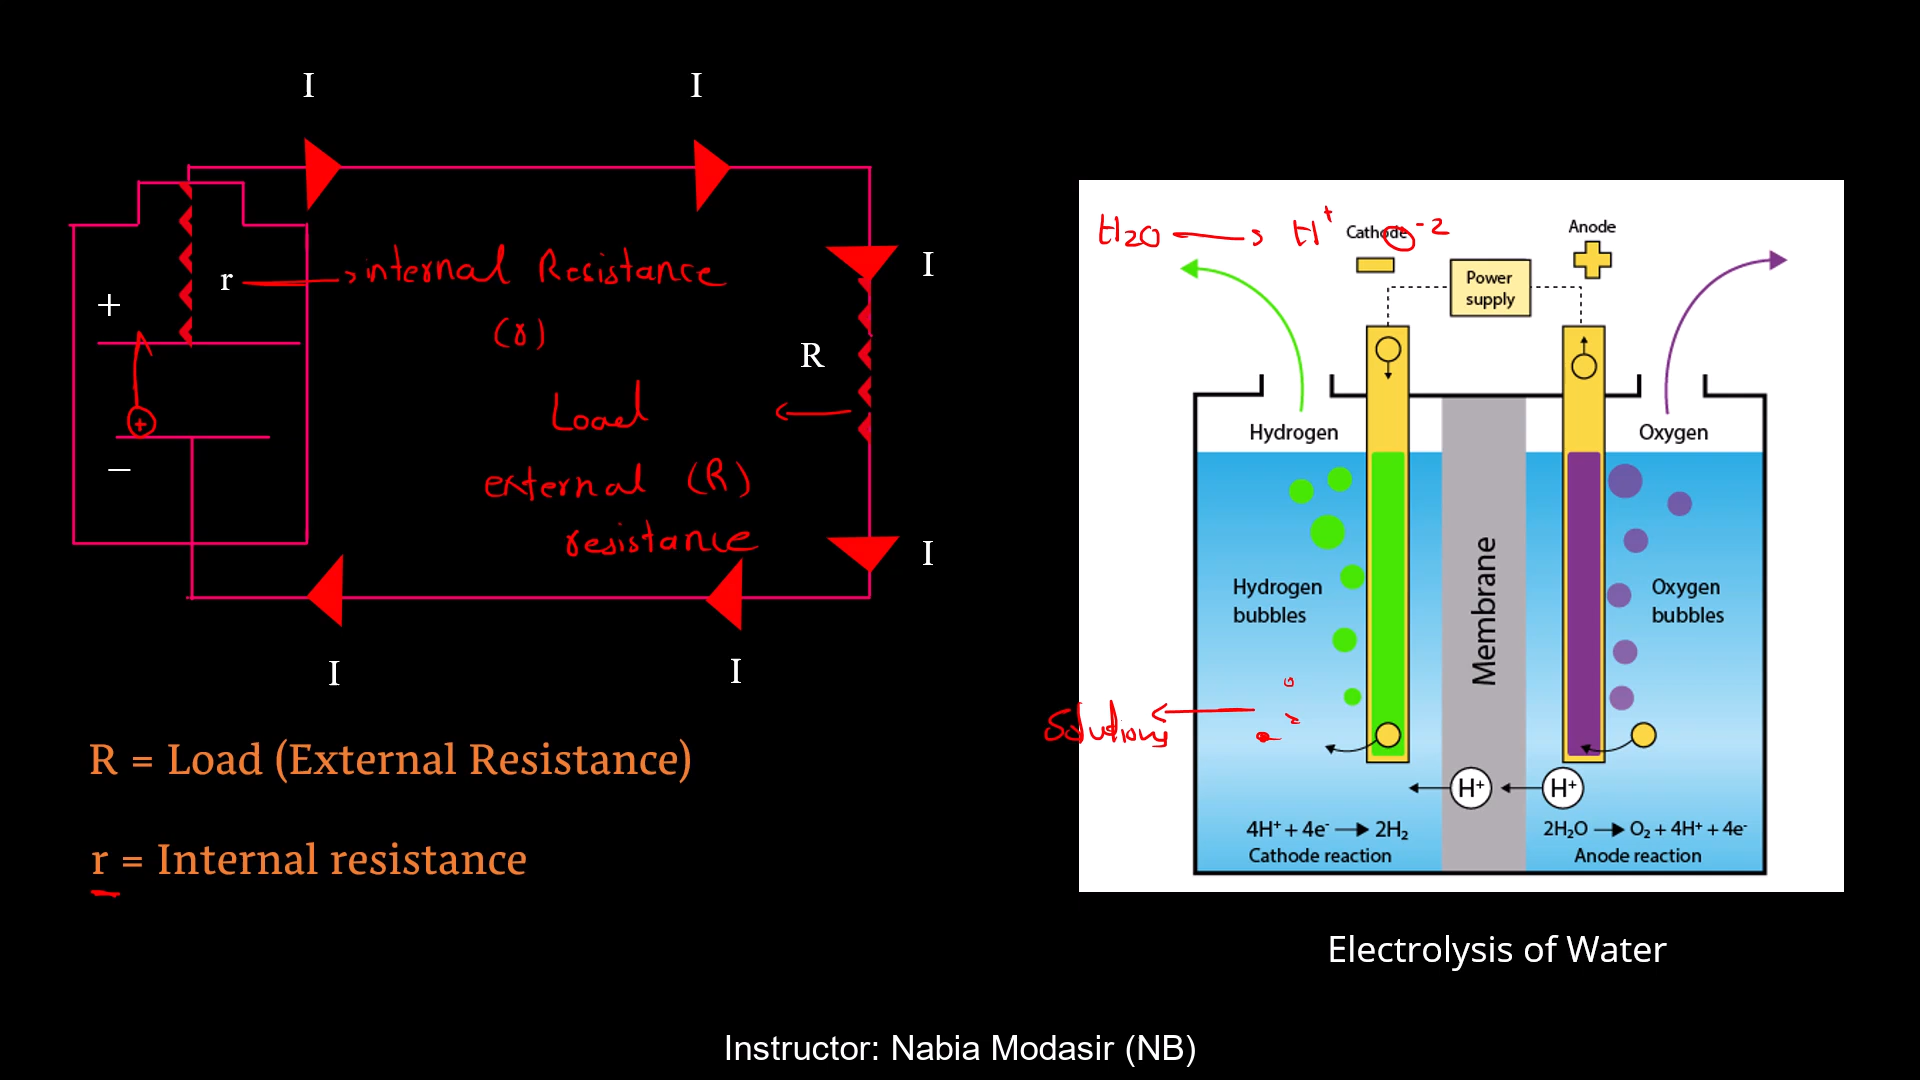 I
I
r
internal Resistance
(r)
+
I
R
Load
external (R)
resistance
I
–
I
I
R = Load (External Resistance)
r = Internal resistance
H2O → H+ O-2
Cathode
Anode
Power
supply
Hydrogen
Oxygen
Hydrogen
bubbles
Membrane
Oxygen
bubbles
Solutions
H⁺
H⁺
4H⁺ + 4e⁻ → 2H₂
Cathode reaction
2H₂O → O₂ + 4H⁺ + 4e⁻
Anode reaction
Electrolysis of Water
Instructor: Nabia Modasir (NB)